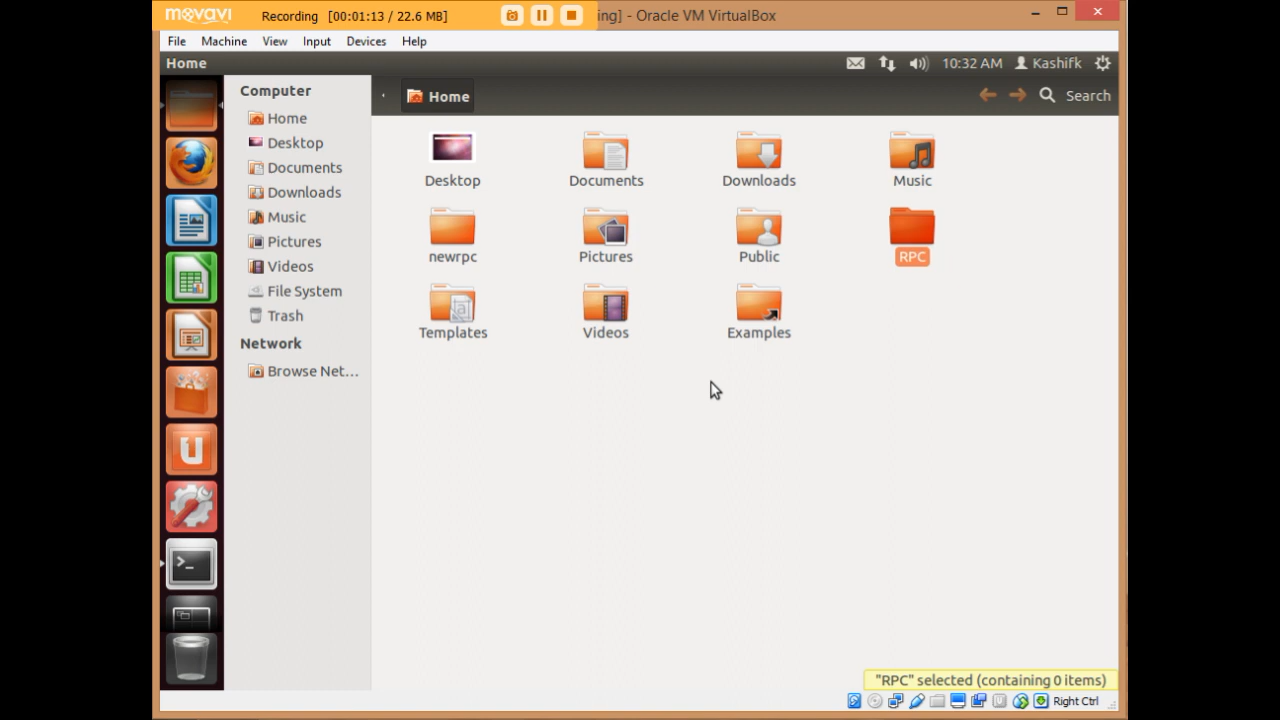 movavi Recording [00:01:13 / 22.6 MB] ing] - Oracle VM VirtualBox
File Machine View Input Devices Help
Home 10:32 AM Kashifk
Computer
Home
Desktop
Documents
Downloads
Music
Pictures
Videos
File System
Trash
Network
Browse Net...
Home Search
Desktop Documents Downloads Music
newrpc Pictures Public RPC
Templates Videos Examples
"RPC" selected (containing 0 items)
Right Ctrl